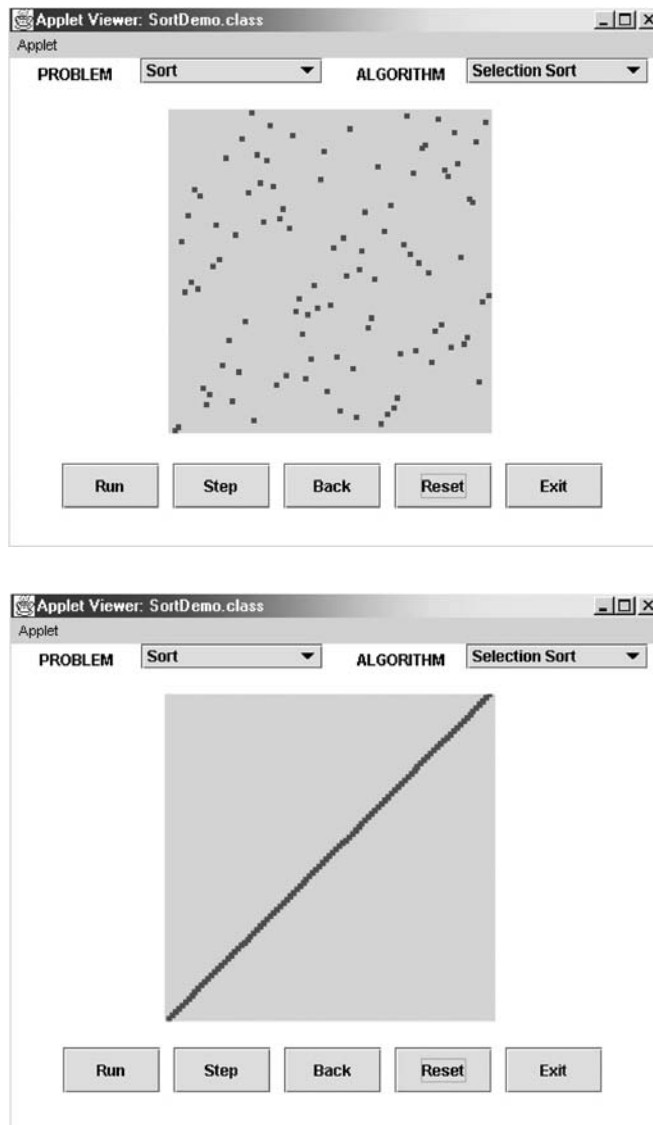 Applet Viewer: SortDemo.class
Applet
PROBLEM Sort ALGORITHM Selection Sort
Run Step Back Reset Exit
Applet Viewer: SortDemo.class
Applet
PROBLEM Sort ALGORITHM Selection Sort
Run Step Back Reset Exit